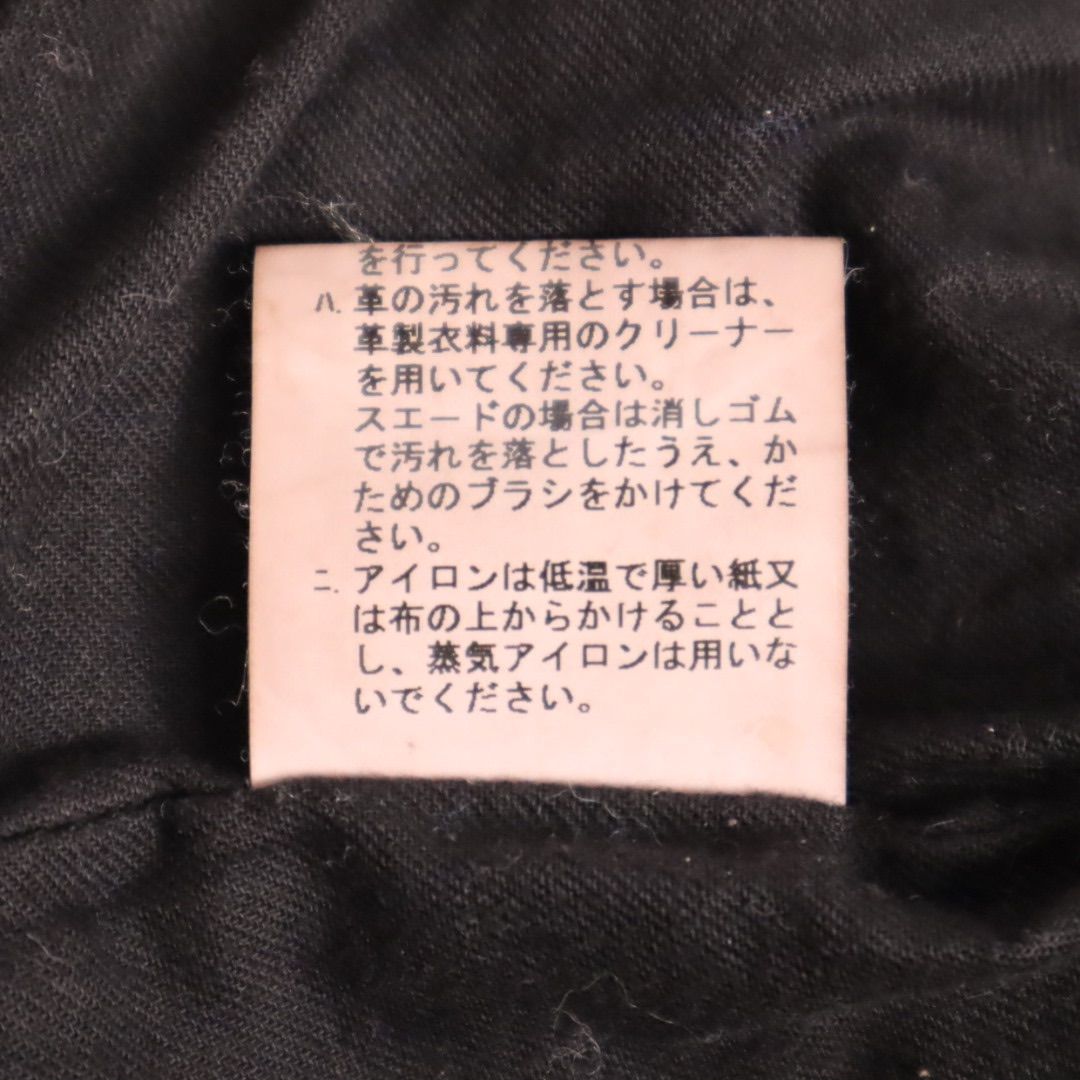 を行ってください。
ハ. 革の汚れを落とす場合は、
革製衣料専用のクリーナー
を用いてください。
スエードの場合は消しゴム
で汚れを落としたうえ、か
ためのブラシをかけてくだ
さい。
ニ. アイロンは低温で厚い紙又
は布の上からかけることと
し、蒸気アイロンは用いな
いでください。